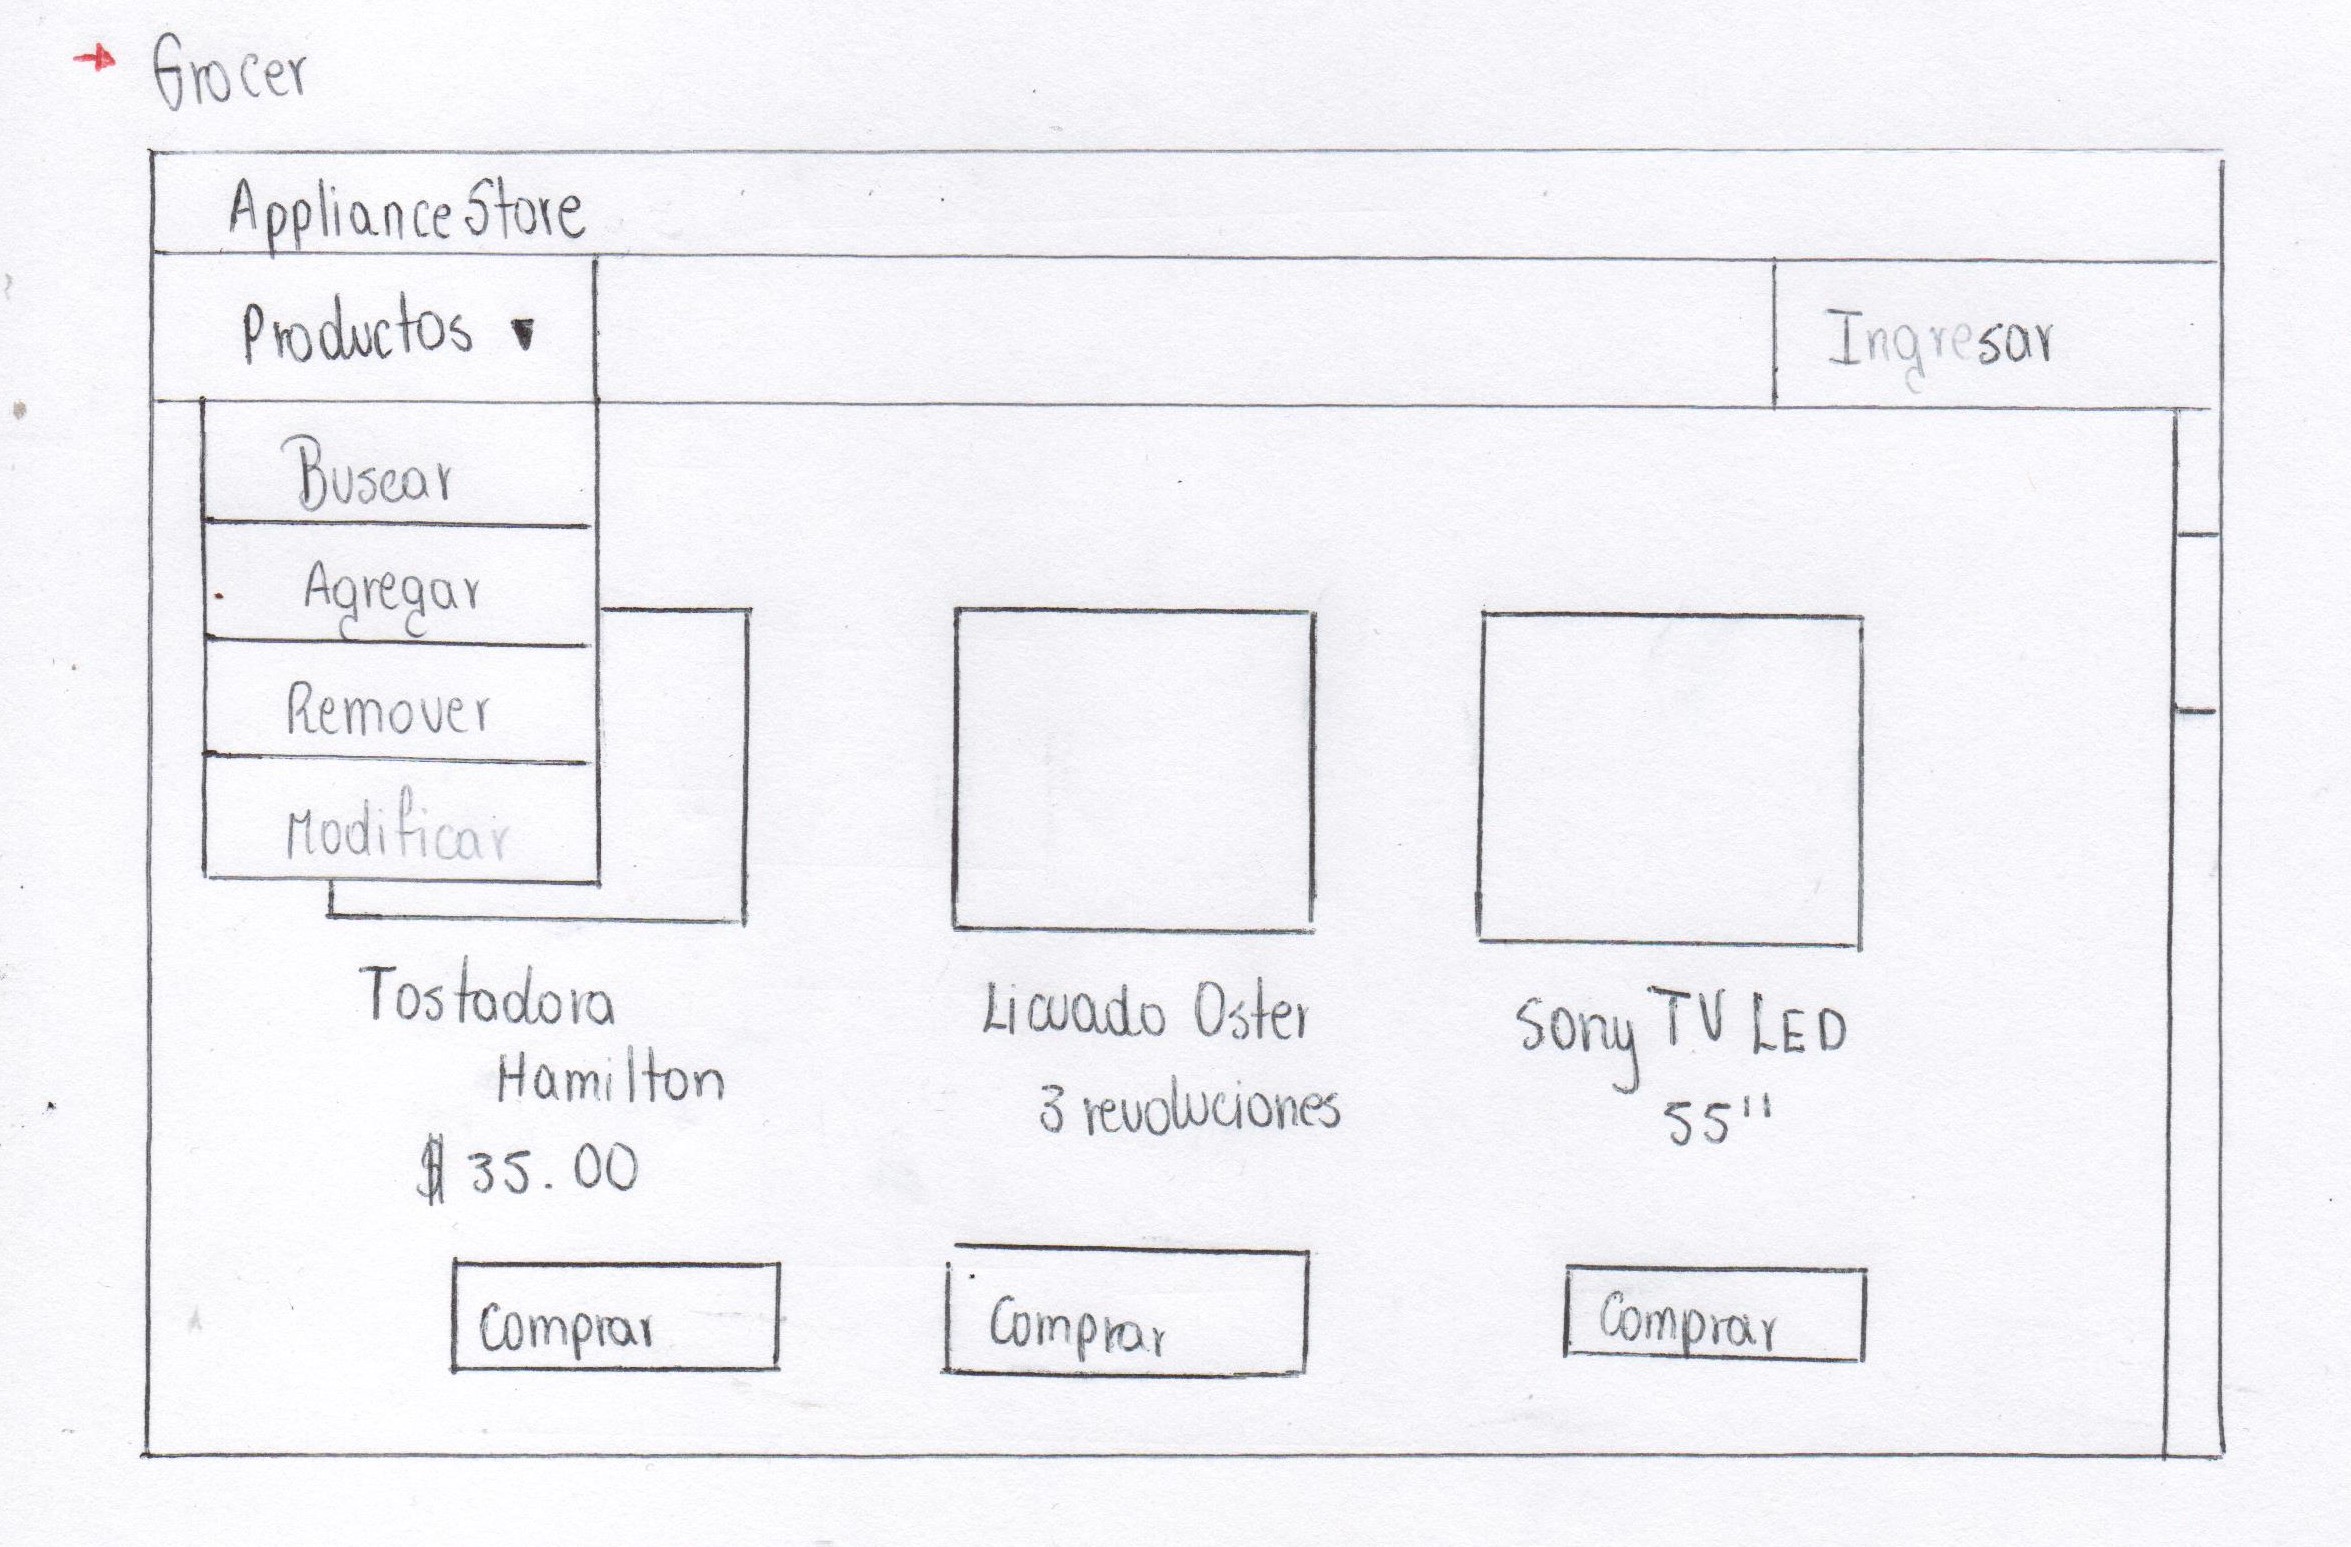 Grocer
Appliance Store
Productos
Ingresar
Buscar
Agregar
Remover
Modificar
Tostadora
Hamilton
$ 35.00
Comprar
Licuado Oster
3 revoluciones
Comprar
Sony TV LED
55"
Comprar